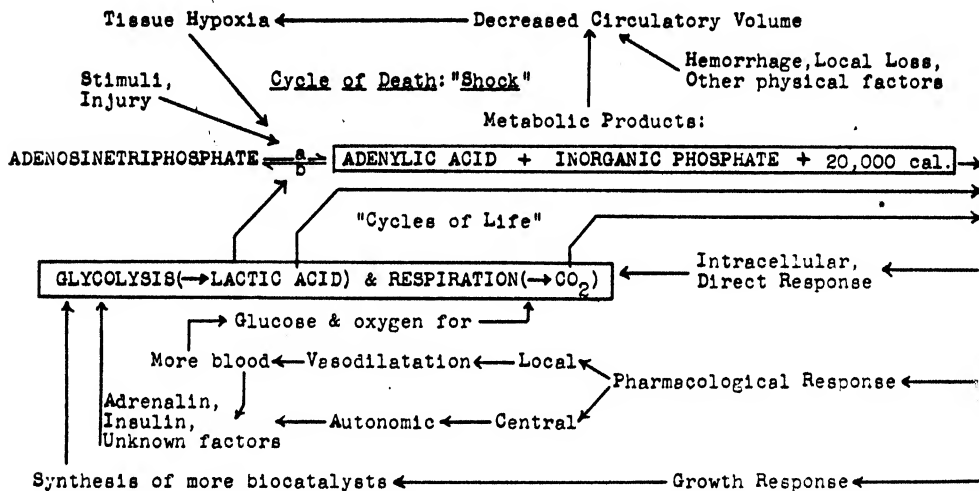 Tissue Hypoxia
Decreased Circulatory Volume
Stimuli,
Injury
Cycle of Death: "Shock"
Hemorrhage, Local Loss,
Other physical factors
Metabolic Products:
ADENOSINETRIPHOSPHATE
a
b
ADENYLIC ACID + INORGANIC PHOSPHATE + 20,000 cal.
"Cycles of Life"
GLYCOLYSIS(→LACTIC ACID) & RESPIRATION(→CO₂)
Intracellular,
Direct Response
Glucose & oxygen for
More blood
Vasodilatation
Local
Pharmacological Response
Adrenalin,
Insulin,
Unknown factors
Autonomic
Central
Synthesis of more biocatalysts
Growth Response